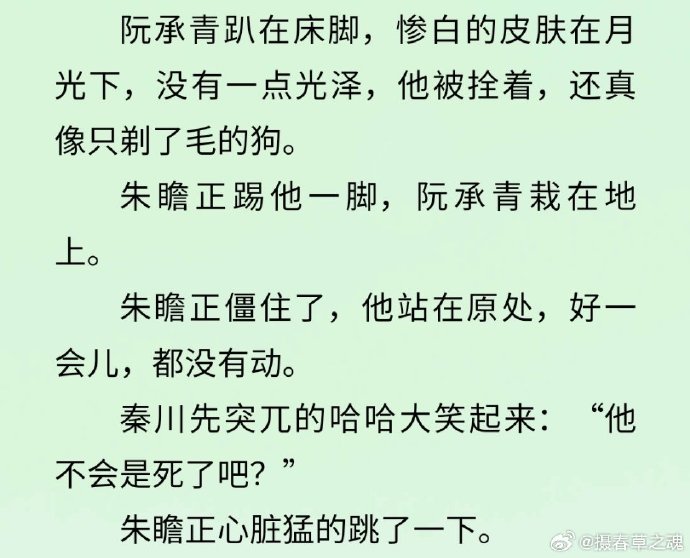 阮承青趴在床脚，惨白的皮肤在月
光下，没有一点光泽，他被拴着，还真
像只剃了毛的狗。
朱瞻正踢他一脚，阮承青栽在地
上。
朱瞻正僵住了，他站在原处，好一
会儿，都没有动。
秦川先突兀的哈哈大笑起来：“他
不会是死了吧？”
朱瞻正心脏猛的跳了一下。
@摄春草之魂